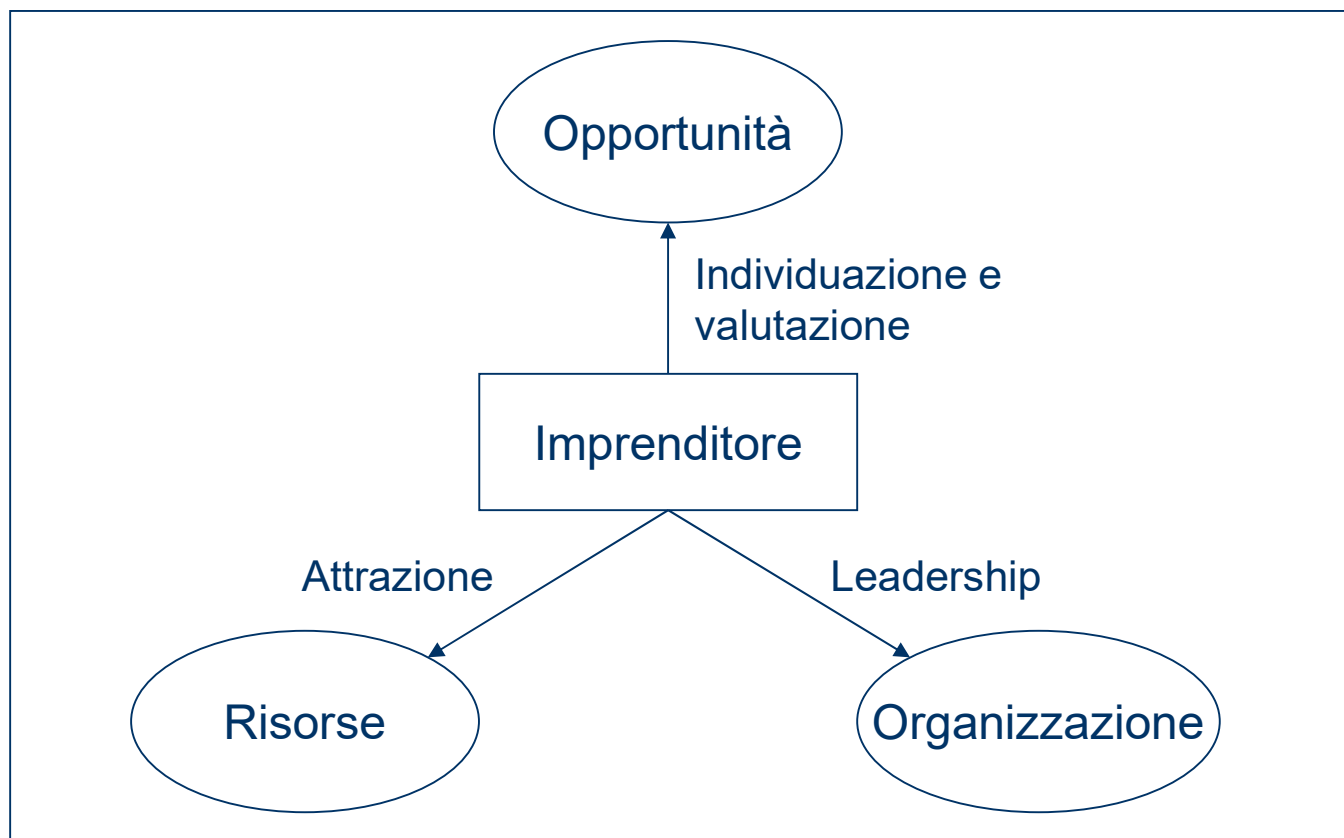 Opportunità
Individuazione e
valutazione
Imprenditore
Attrazione
Leadership
Risorse
Organizzazione